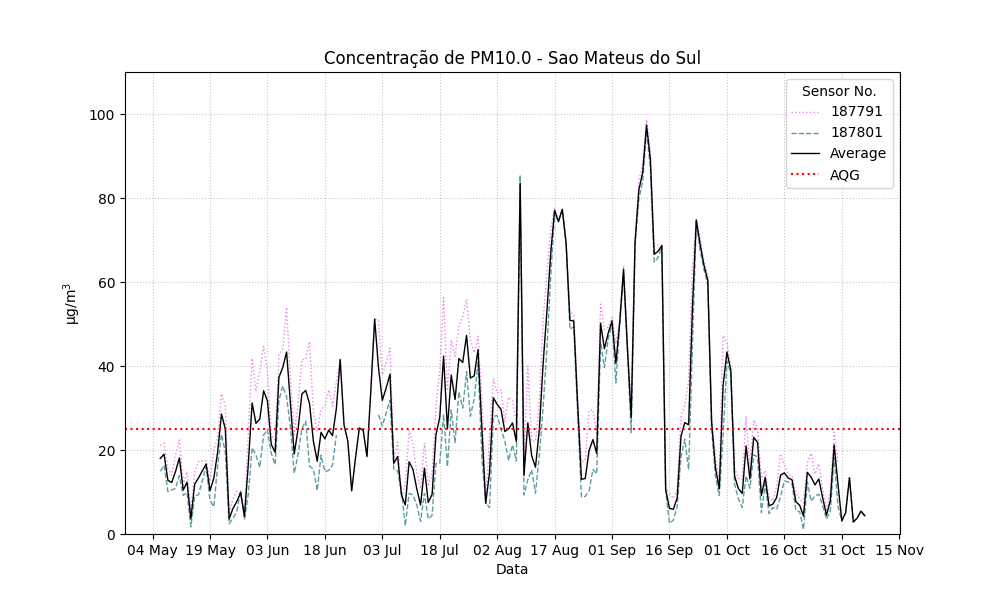 Concentração de PM10.0 - Sao Mateus do Sul
Sensor No.
187791
187801
Average
AQG
100
80
60
40
20
0
µg/m³
04 May 19 May 03 Jun 18 Jun 03 Jul 18 Jul 02 Aug 17 Aug 01 Sep 16 Sep 01 Oct 16 Oct 31 Oct 15 Nov
Data